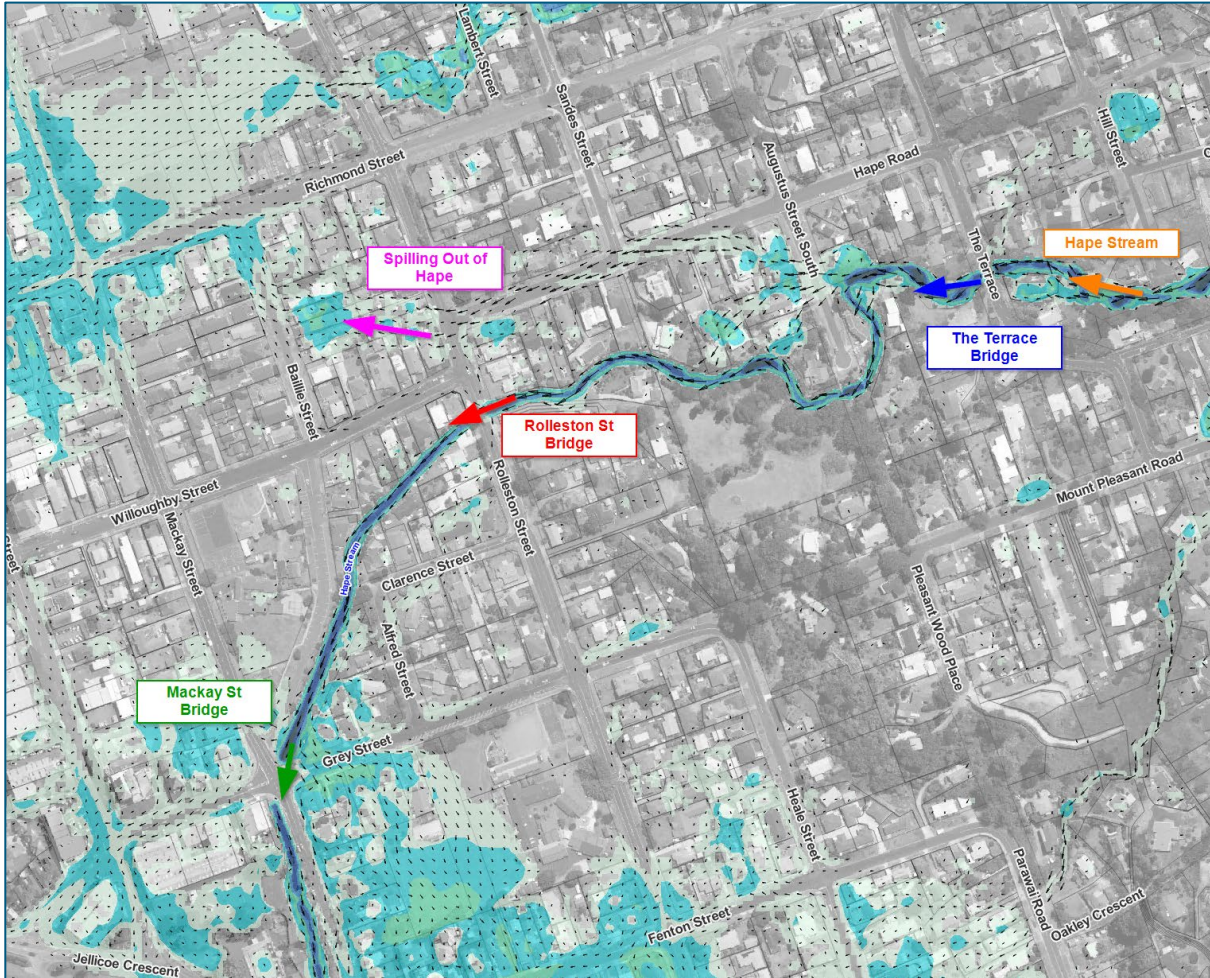 Lambert Street
Sandes Street
Hill Street
Richmond Street
Augustus Street South
Hape Road
The Terrace
Spilling Out of
Hape
Hape Stream
The Terrace
Bridge
Baillie Street
Rolleston St
Bridge
Willoughby Street
Mackay Street
Rolleston Street
Mount Pleasant Road
Street
Hape Stream
Clarence Street
Alfred Street
Pleasant Wood Place
Mackay St
Bridge
Grey Street
Heale Street
Parawai Road
Oakley Crescent
Fenton Street
Jellicoe Crescent